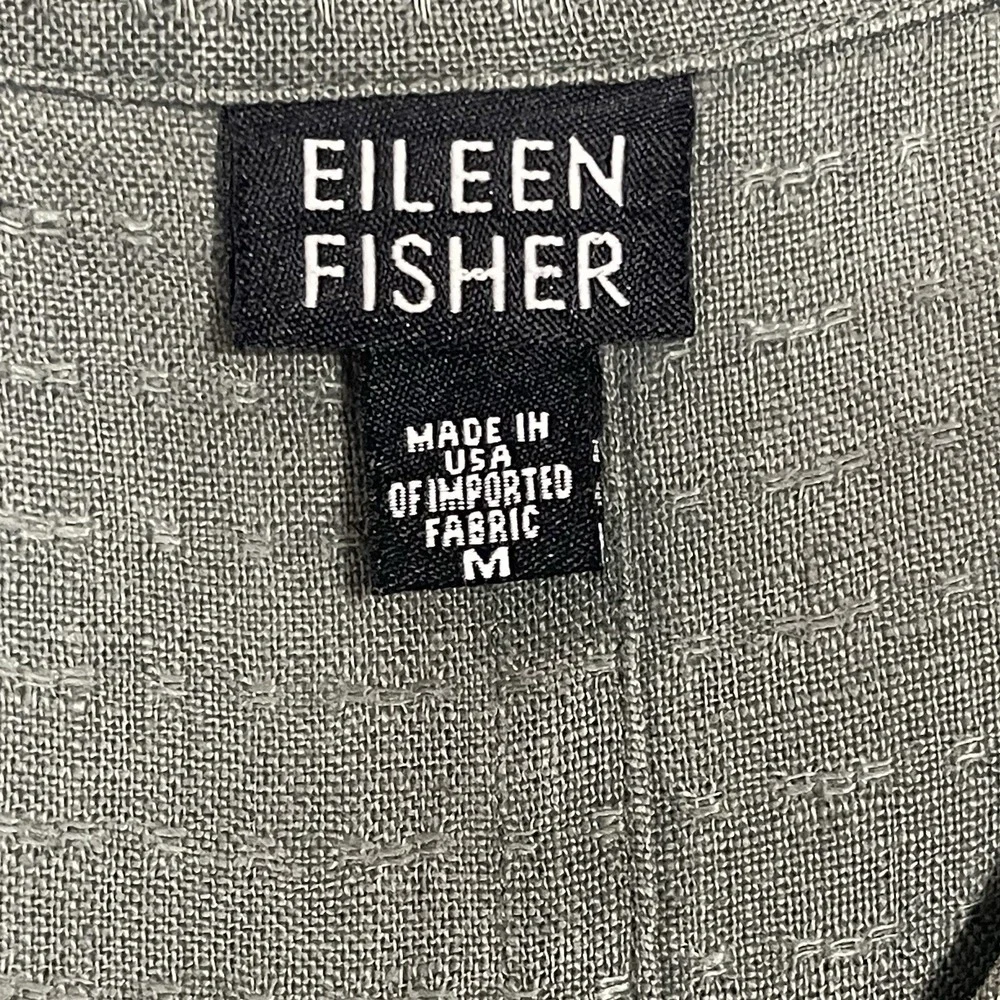 EILEEN
FISHER
MADE IN
USA
OF IMPORTED
FABRIC
M